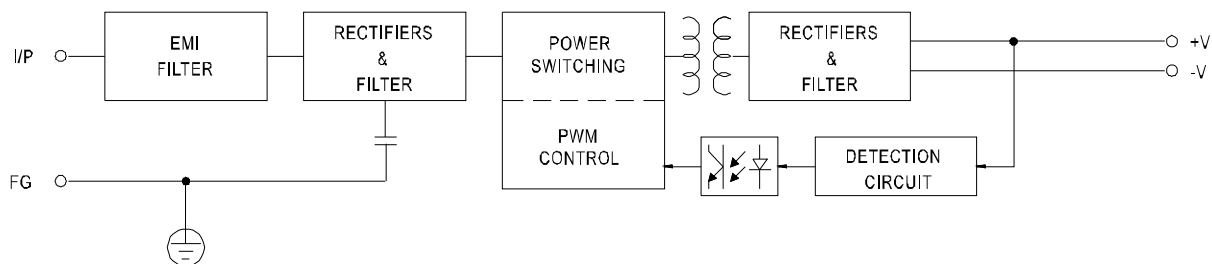 I/P
EMI
FILTER
RECTIFIERS
&
FILTER
POWER
SWITCHING
RECTIFIERS
&
FILTER
+V
-V
PWM
CONTROL
DETECTION
CIRCUIT
FG